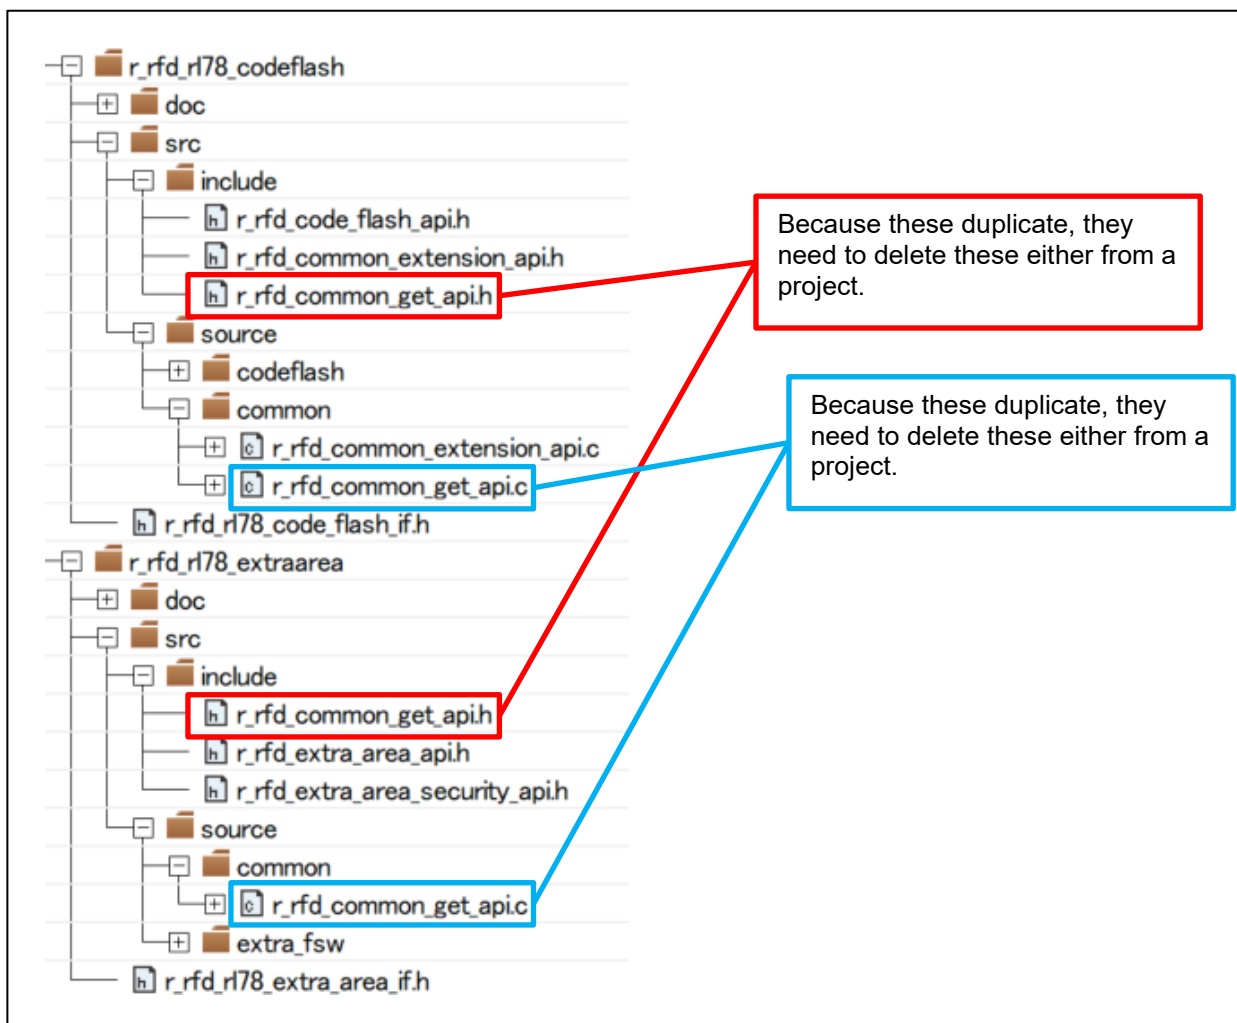 r_rfd_rl78_codeflash
doc
src
include
r_rfd_code_flash_api.h
r_rfd_common_extension_api.h
r_rfd_common_get_api.h
source
codeflash
common
r_rfd_common_extension_api.c
r_rfd_common_get_api.c
r_rfd_rl78_code_flash_if.h
r_rfd_rl78_extraarea
doc
src
include
r_rfd_common_get_api.h
r_rfd_extra_area_api.h
r_rfd_extra_area_security_api.h
source
common
r_rfd_common_get_api.c
extra_fsw
r_rfd_rl78_extra_area_if.h
Because these duplicate, they
need to delete these either from a
project.
Because these duplicate, they
need to delete these either from a
project.